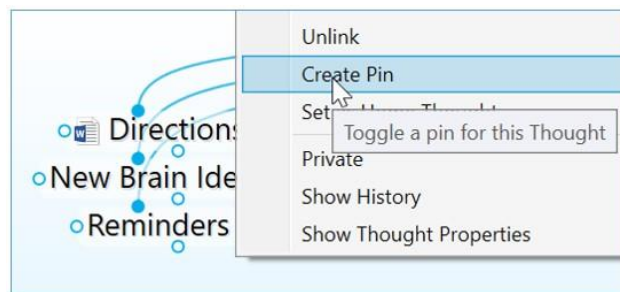 Unlink
Create Pin
Set
Toggle a pin for this Thought
Private
Show History
Show Thought Properties
Directions
New Brain Ide
Reminders